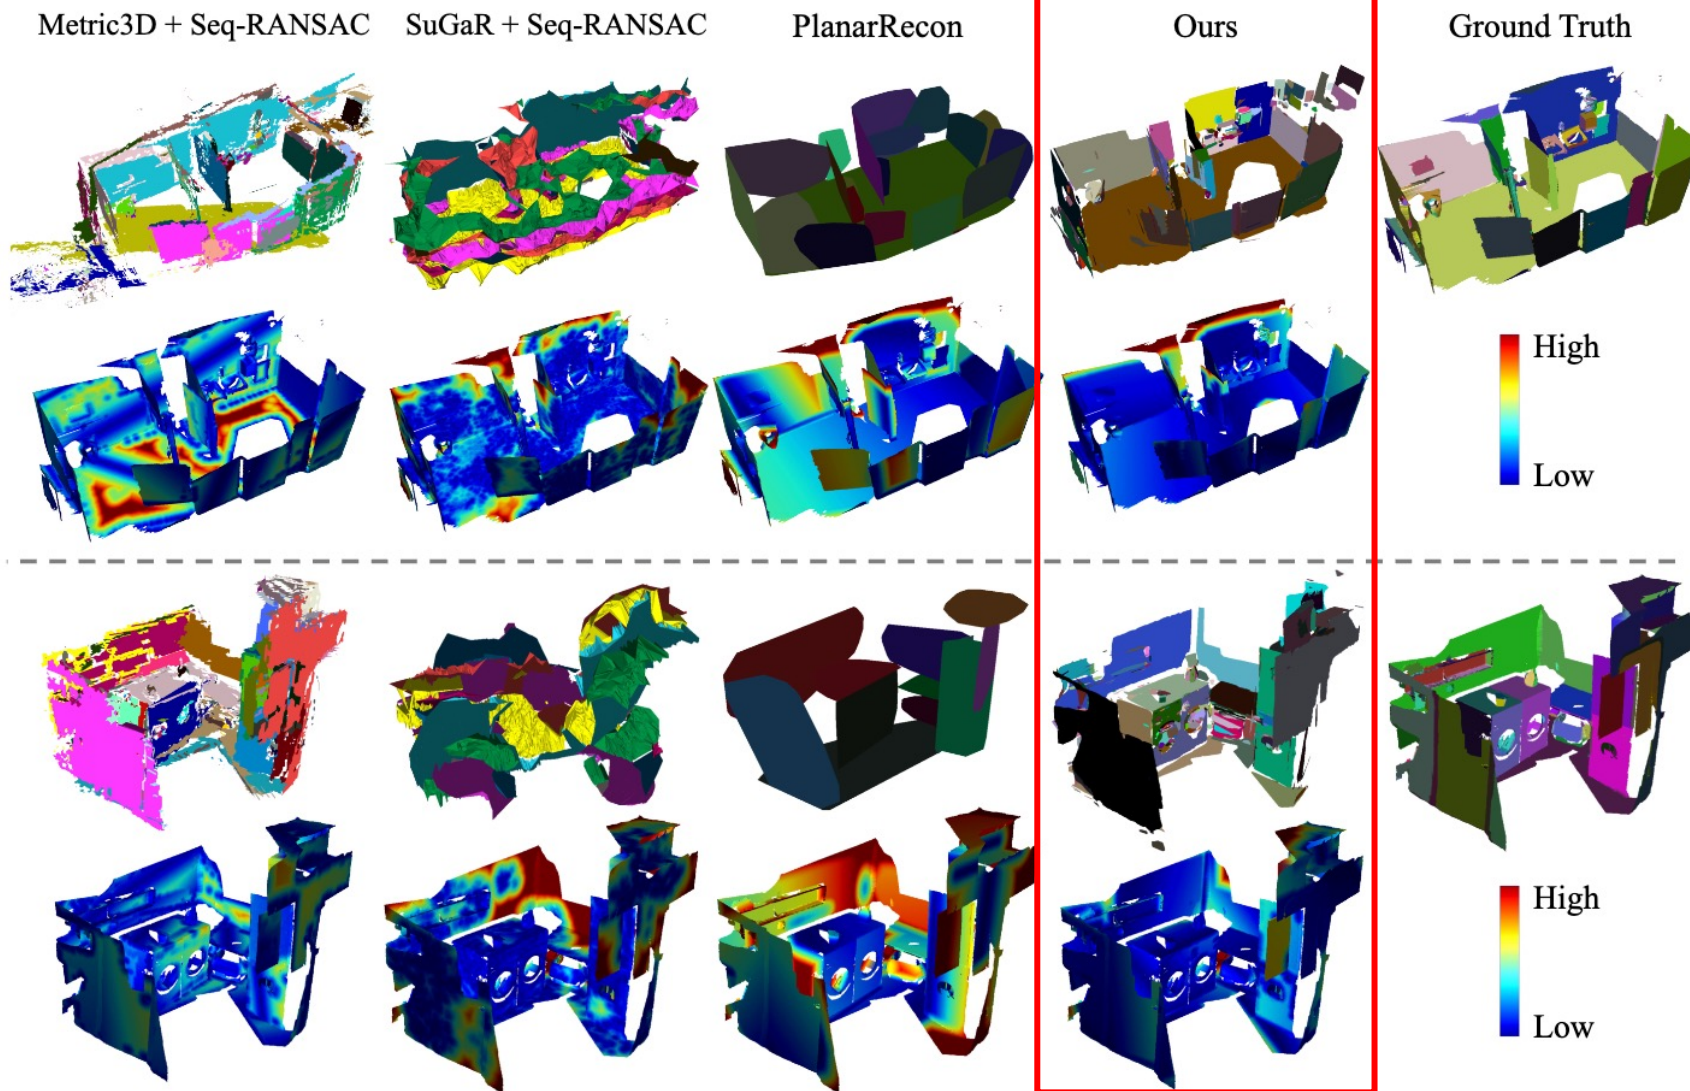 Metric3D + Seq-RANSAC
SuGaR + Seq-RANSAC
PlanarRecon
Ours
Ground Truth
High
Low
High
Low